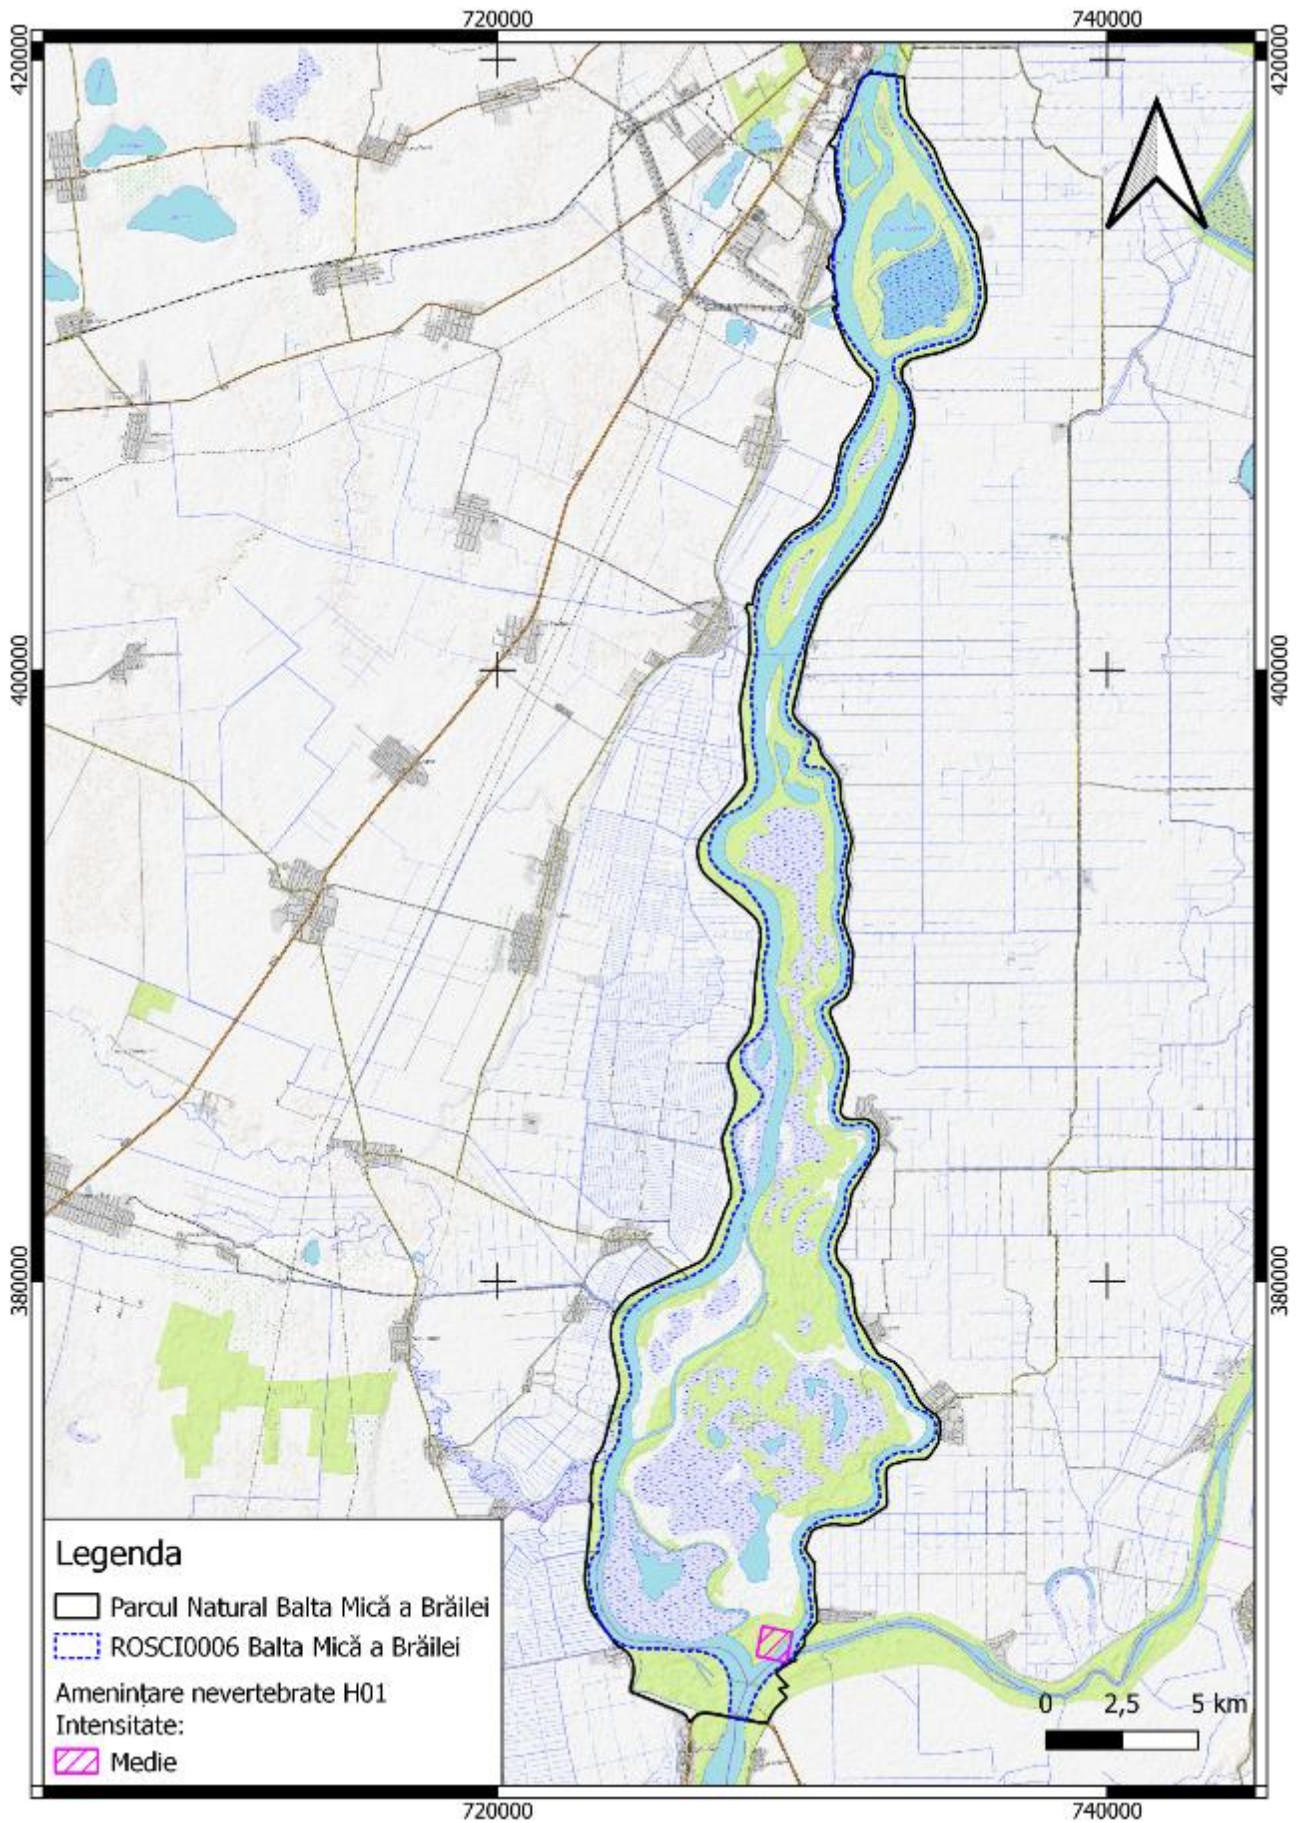 720000 740000
420000 420000
400000 400000
380000 380000
Legenda
Parcul Natural Balta Mică a Brăilei
ROSCI0006 Balta Mică a Brăilei
Amenințare nevertebrate H01
Intensitate:
Medie
0 2,5 5 km
720000 740000